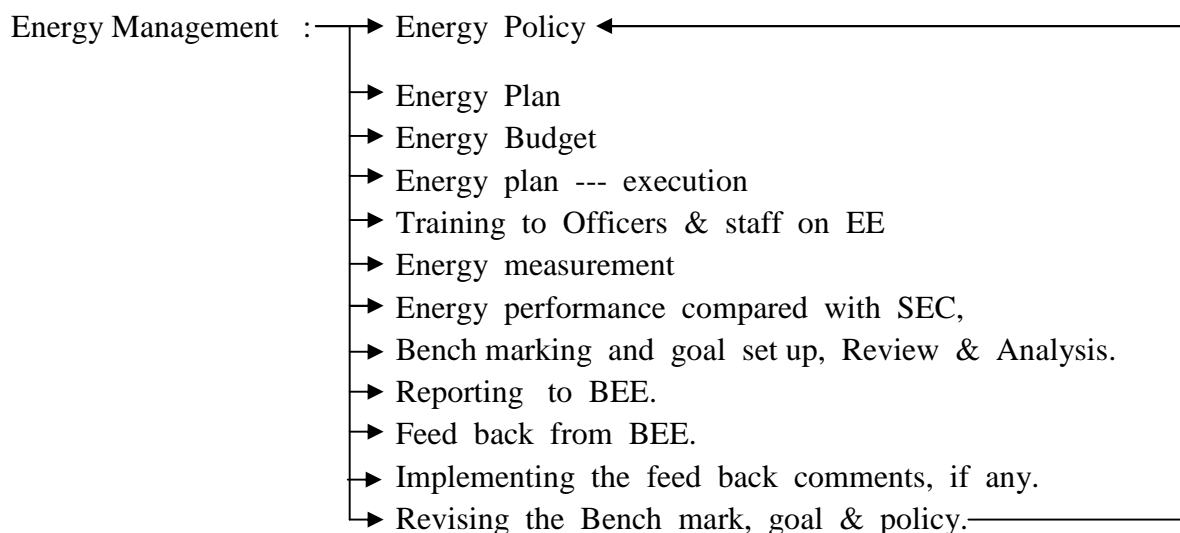 Energy Management : Energy Policy
Energy Plan
Energy Budget
Energy plan --- execution
Training to Officers & staff on EE
Energy measurement
Energy performance compared with SEC,
Bench marking and goal set up, Review & Analysis.
Reporting to BEE.
Feed back from BEE.
Implementing the feed back comments, if any.
Revising the Bench mark, goal & policy.